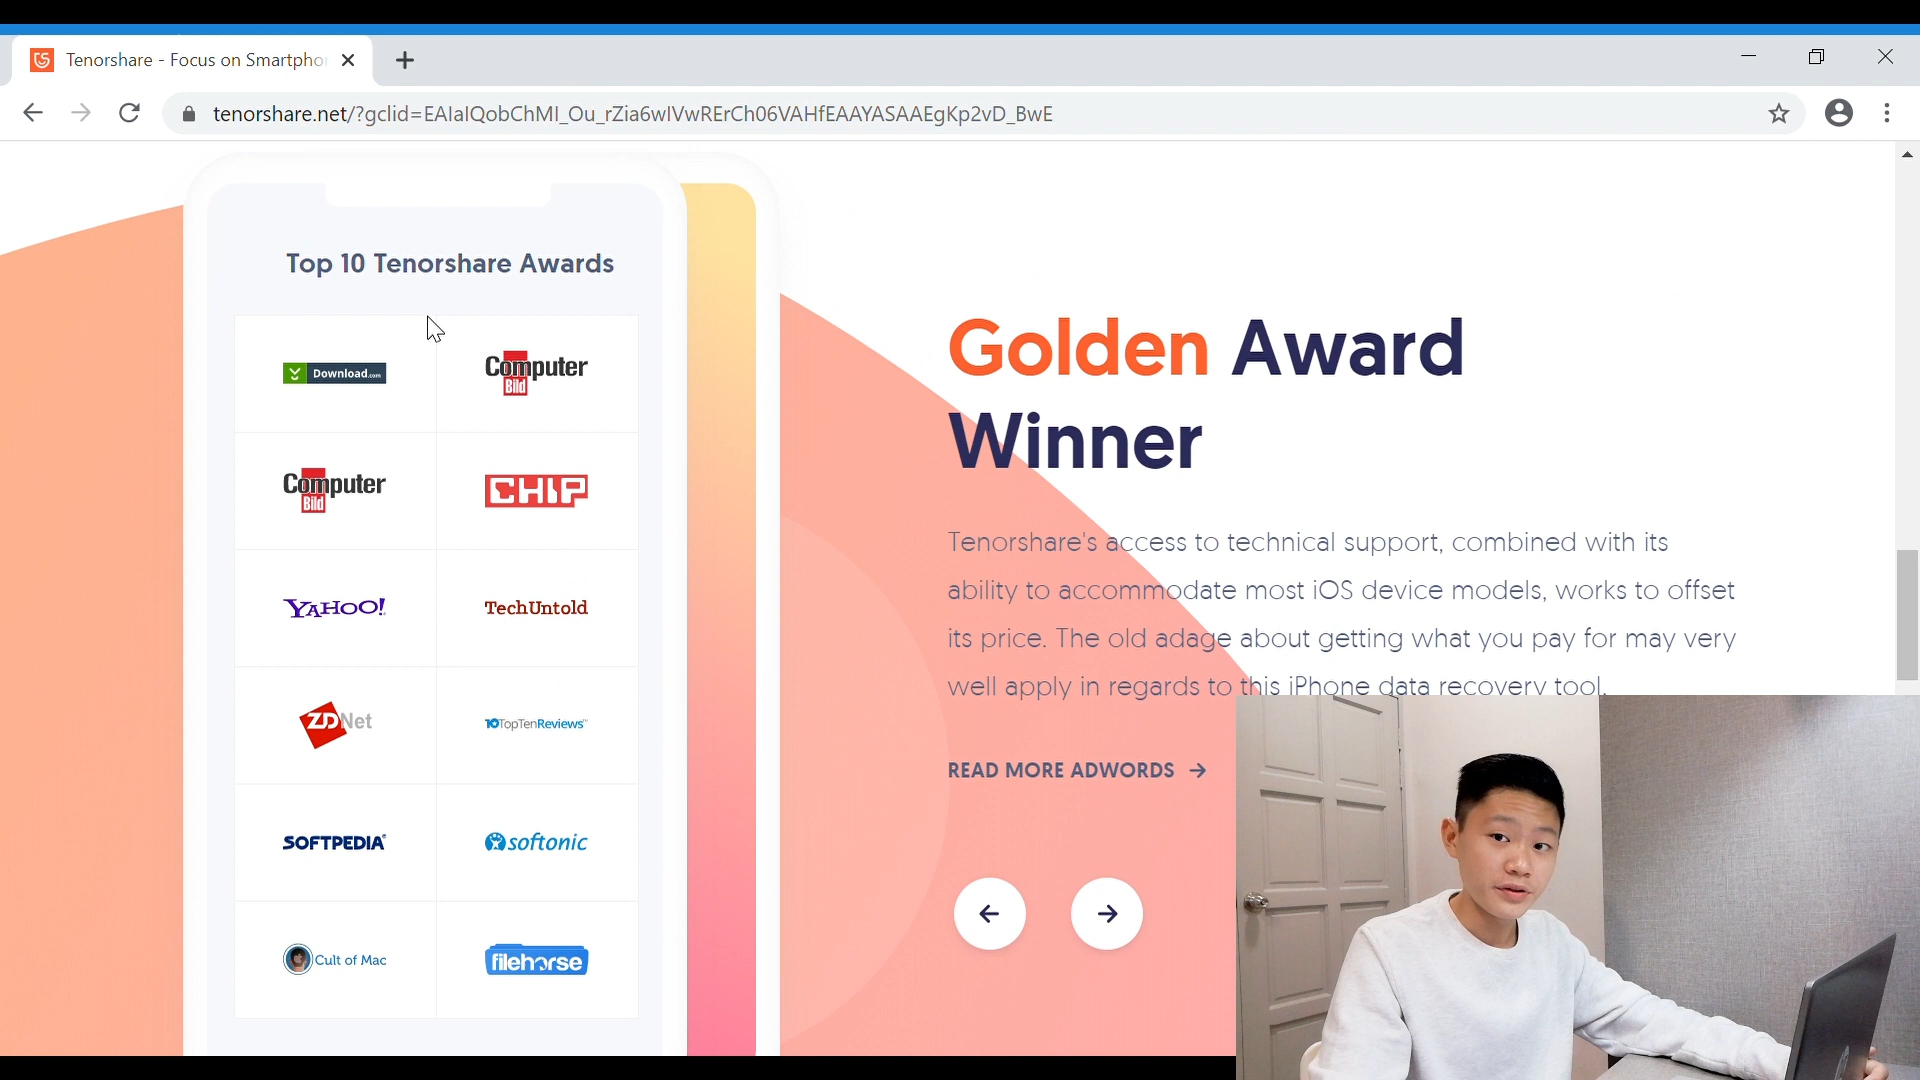 Tenorshare - Focus on Smartpho
tenorshare.net/?gclid=EAIaIQobChMI_Ou_rZia6wIVwRErCh06VAHfEAAYASAAEgKp2vD_BwE
Top 10 Tenorshare Awards
Download.com
Computer Bild
Computer Bild
CHIP
YAHOO!
TechUntold
ZDNet
10TopTenReviews™
SOFTPEDIA®
softonic
Cult of Mac
filehorse
Golden Award
Winner
Tenorshare's access to technical support, combined with its
ability to accommodate most iOS device models, works to offset
its price. The old adage about getting what you pay for may very
well apply in regards to this iPhone data recovery tool.
READ MORE ADWORDS